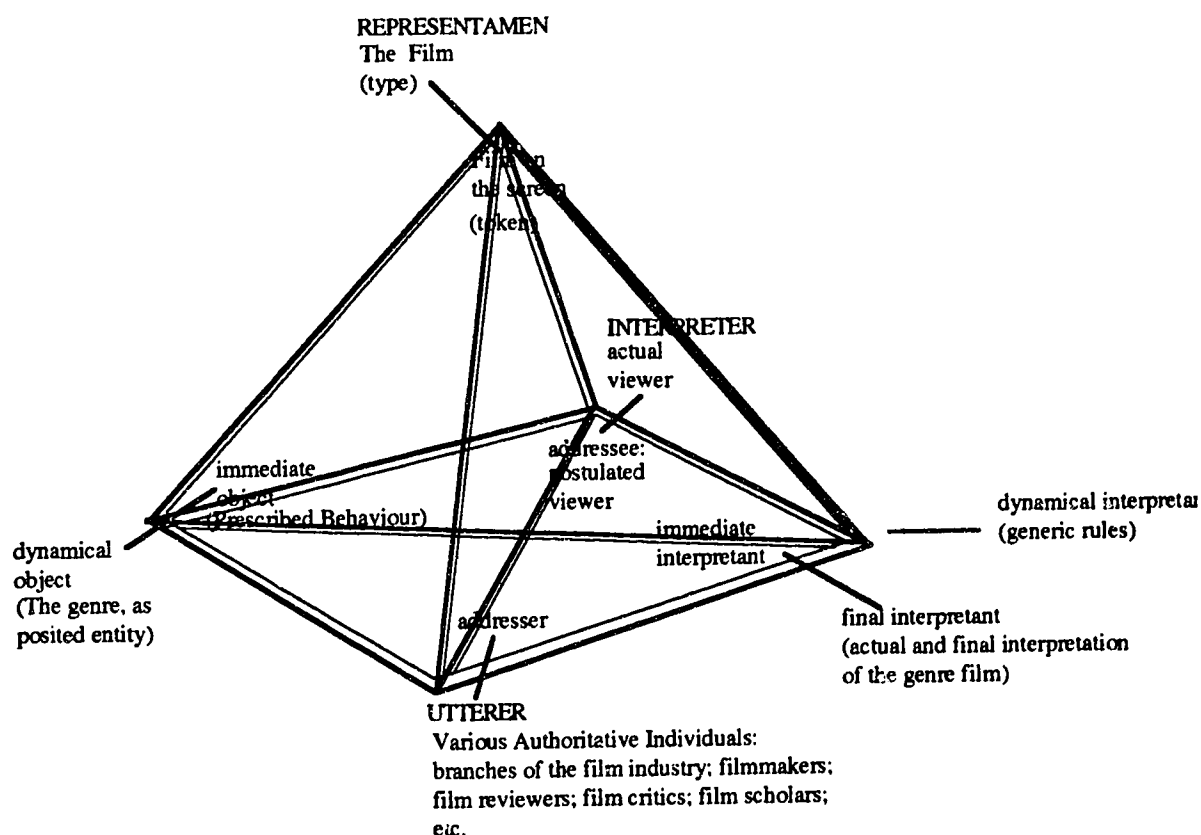 REPRESENTAMEN
The Film
(type)
Film on
the screen
(token)
INTERPRETER
actual
viewer
addressee:
postulated
viewer
immediate
object
(Prescribed Behaviour)
immediate
interpretant
dynamical interpretan
(generic rules)
dynamical
object
(The genre, as
posited entity)
addresser
final interpretant
(actual and final interpretation
of the genre film)
UTTERER
Various Authoritative Individuals:
branches of the film industry; filmmakers;
film reviewers; film critics; film scholars;
etc.